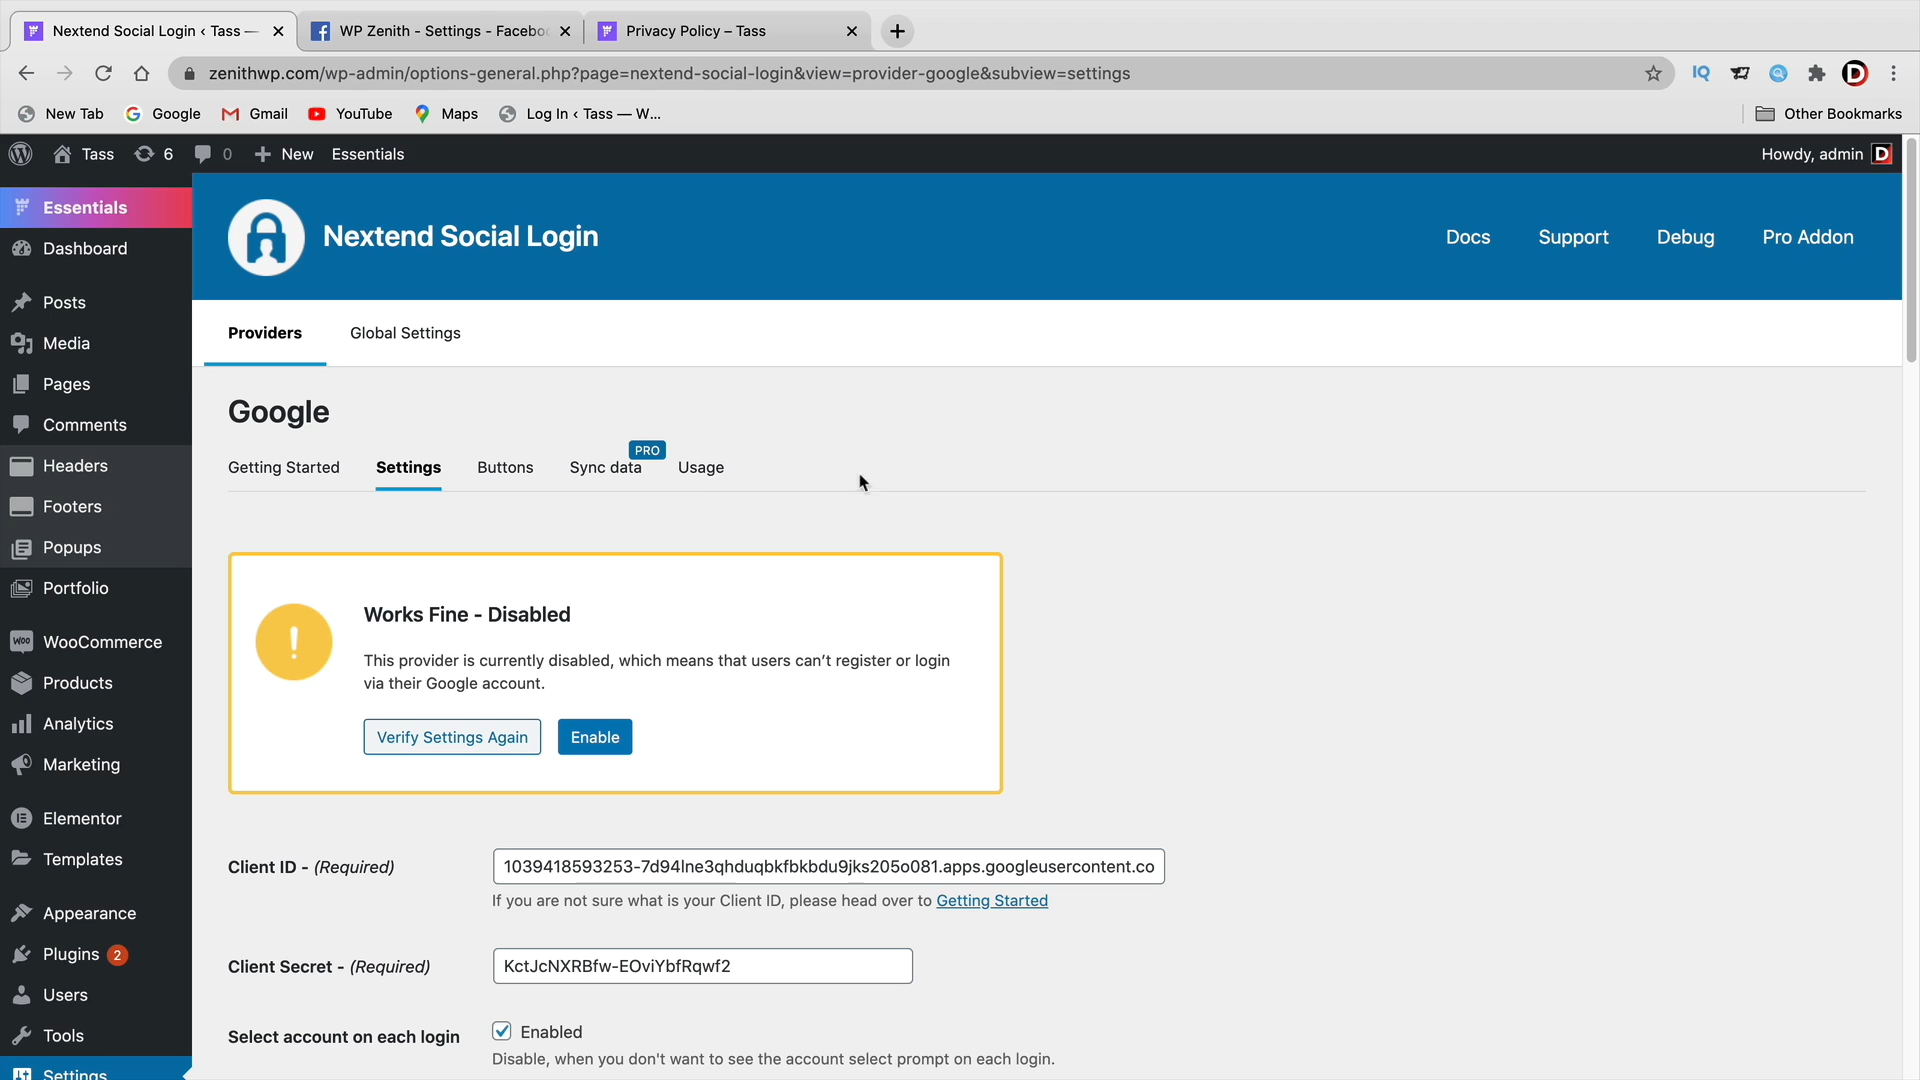 Nextend Social Login ‹ Tass —
WP Zenith - Settings - Facebo
Privacy Policy – Tass
zenithwp.com/wp-admin/options-general.php?page=nextend-social-login&view=provider-google&subview=settings
IQ
D
New Tab
Google
Gmail
YouTube
Maps
Log In ‹ Tass — W...
Other Bookmarks
Tass
6
0
New
Essentials
Howdy, admin
D
Essentials
Dashboard
Posts
Media
Pages
Comments
Headers
Footers
Popups
Portfolio
WooCommerce
Products
Analytics
Marketing
Elementor
Templates
Appearance
Plugins 2
Users
Tools
Settings
Nextend Social Login
Docs
Support
Debug
Pro Addon
Providers
Global Settings
Google
Getting Started
Settings
Buttons
Sync data
PRO
Usage
Works Fine - Disabled
This provider is currently disabled, which means that users can't register or login
via their Google account.
Verify Settings Again
Enable
Client ID - (Required)
1039418593253-7d94lne3qhduqbkfbkbdu9jks205o081.apps.googleusercontent.co
If you are not sure what is your Client ID, please head over to Getting Started
Client Secret - (Required)
KctJcNXRBfw-EOviYbfRqwf2
Select account on each login
Enabled
Disable, when you don't want to see the account select prompt on each login.